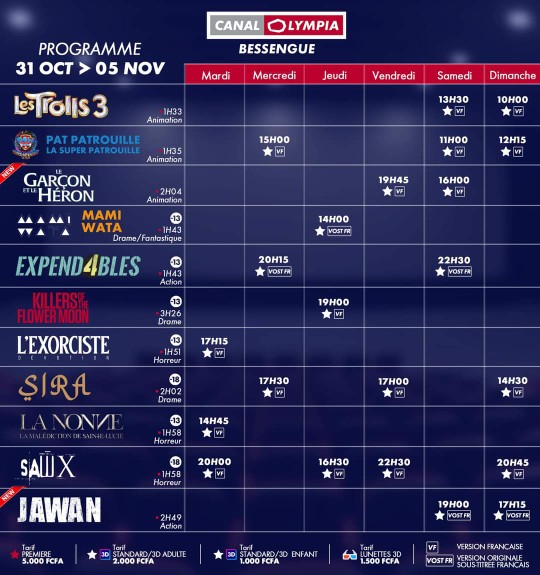 CANAL OLYMPIA
PROGRAMME
BESSENGUE
31 OCT > 05 NOV
Mardi Mercredi Jeudi Vendredi Samedi Dimanche
LES TROLLS 3
1H33
Animation
13H30 VF
10H00 VF
PAT PATROUILLE
LA SUPER PATROUILLE
1H35
Animation
15H00 VF
11H00 VF
12H15 VF
NEW
LE
GARÇON
ET LE HÉRON
2H04
Animation
19H45 VF
16H00 VF
MAMI
WATA
-13
1H43
Drame/Fantastique
14H00 VOST FR
EXPEND4BLES
-13
1H43
Action
20H15 VOST FR
22H30 VOST FR
KILLERS OF THE
FLOWER MOON
-13
3H26
Drame
19H00 VF
L'EXORCISTE
DÉVOTION
-13
1H51
Horreur
17H15 VF
SIRA
-18
2H02
Drame
17H30 VF
17H00 VF
14H30 VF
LA NONNE
LA MALÉDICTION DE SAINTE-LUCIE
-13
1H58
Horreur
14H45 VF
SAW X
-18
1H58
Horreur
20H00 VF
16H30 VF
22H30 VF
20H45 VF
NEW
JAWAN
2H49
Action
19H00 VOST FR
17H15 VOST FR
Tarif
PREMIERE
5.000 FCFA
3D
Tarif
STANDARD/3D ADULTE
2.000 FCFA
3D
Tarif
STANDARD/3D ENFANT
1.000 FCFA
Tarif
LUNETTES 3D
1.500 FCFA
VF VERSION FRANÇAISE
VOST FR VERSION ORIGINALE
SOUS-TITREE FRANÇAIS